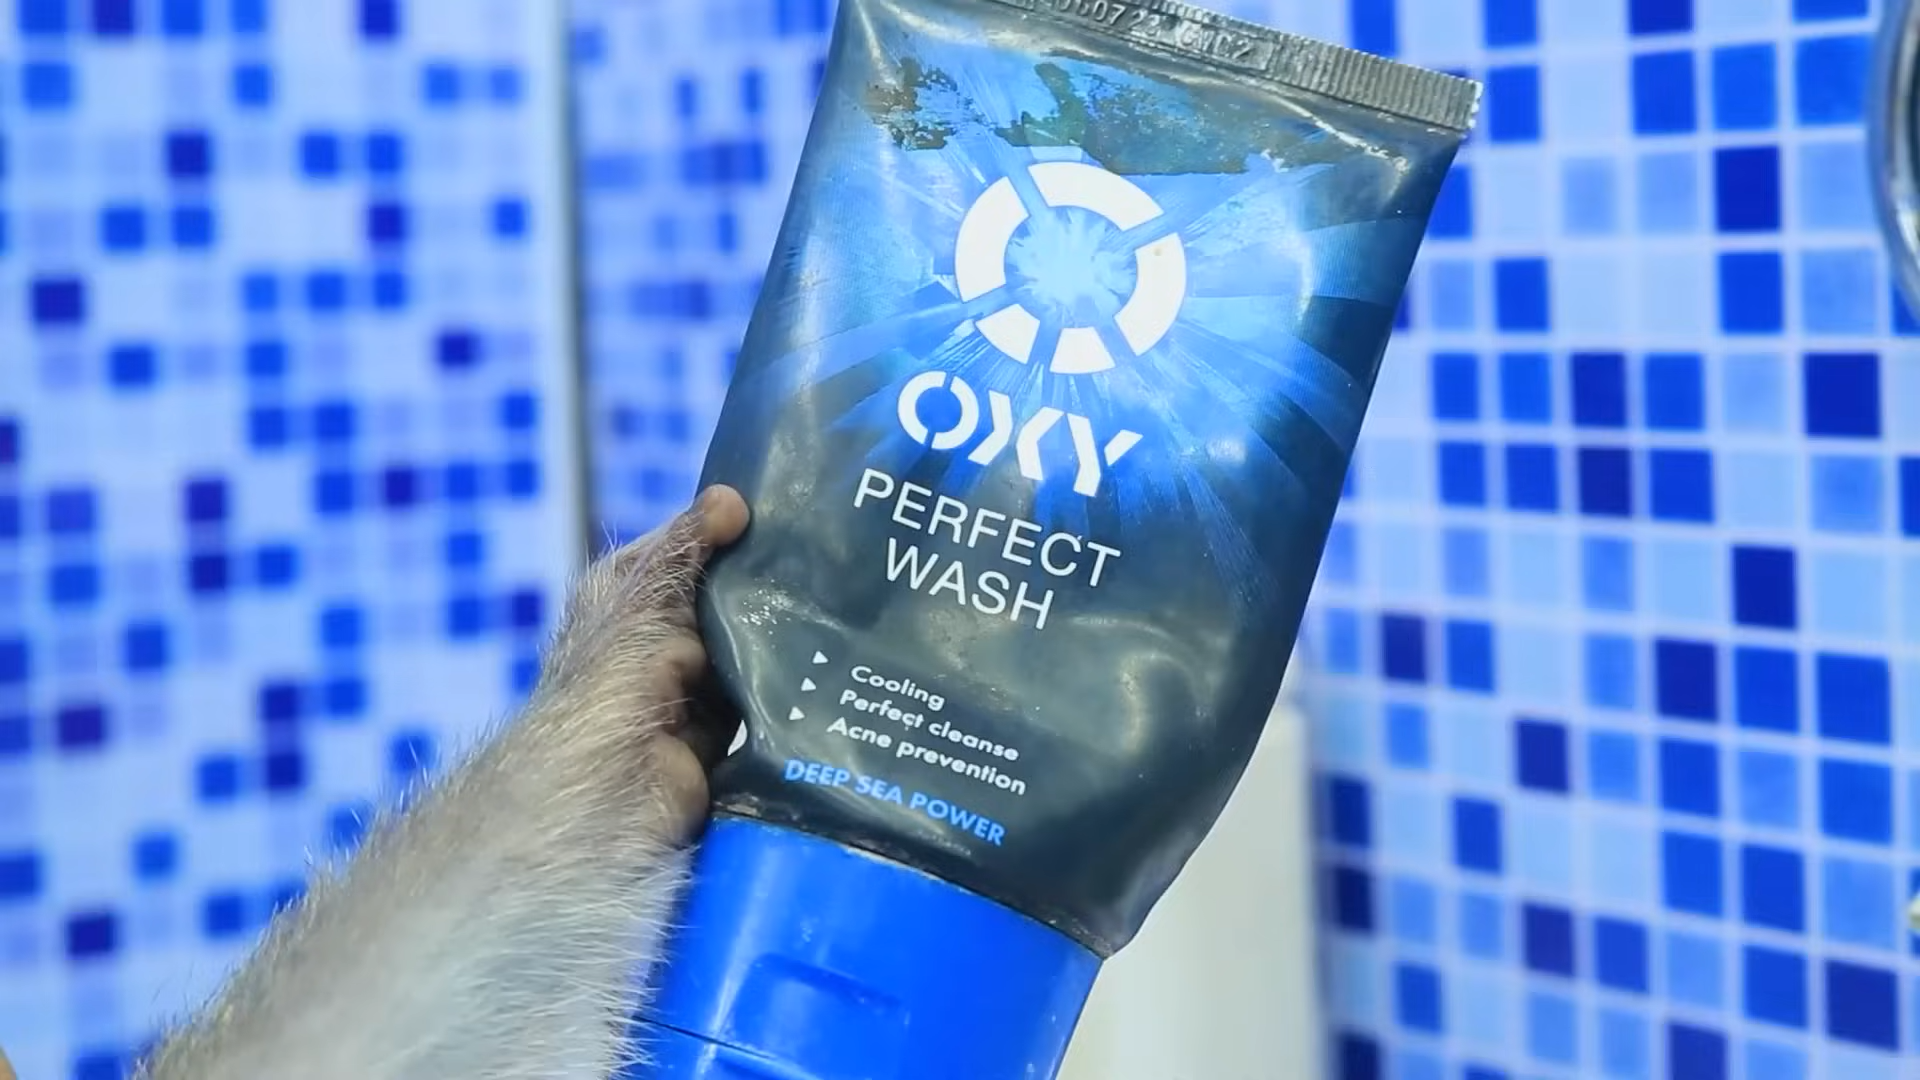 OXY
PERFECT
WASH
Cooling
Perfect cleanse
Acne prevention
DEEP SEA POWER